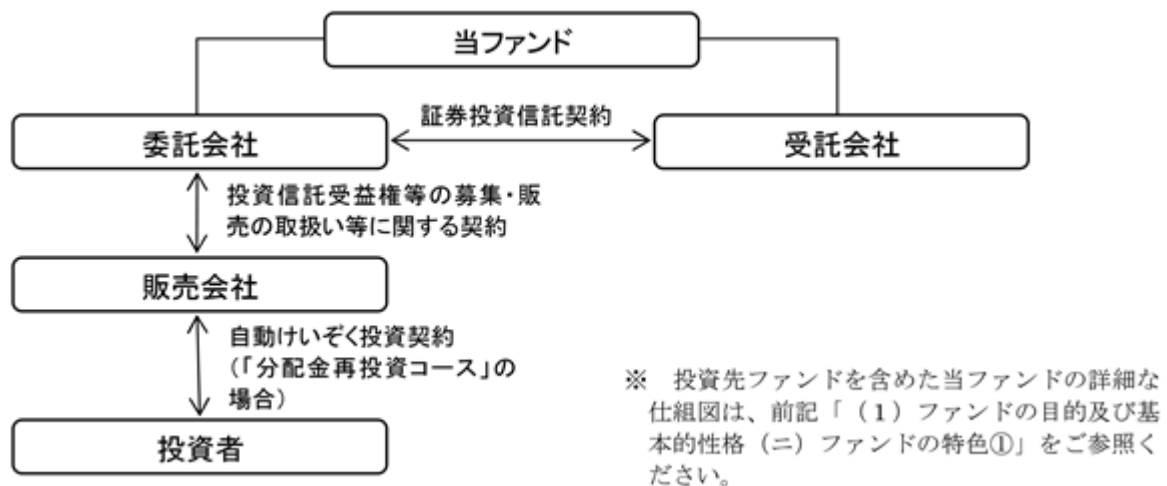 当ファンド
証券投資信託契約
委託会社
受託会社
投資信託受益権等の募集・販
売の取扱い等に関する契約
販売会社
自動けいぞく投資契約
(「分配金再投資コース」の
場合)
投資者
※ 投資先ファンドを含めた当ファンドの詳細な
仕組図は、前記「(1)ファンドの目的及び基
本的性格(ニ)ファンドの特色①」をご参照く
ださい。